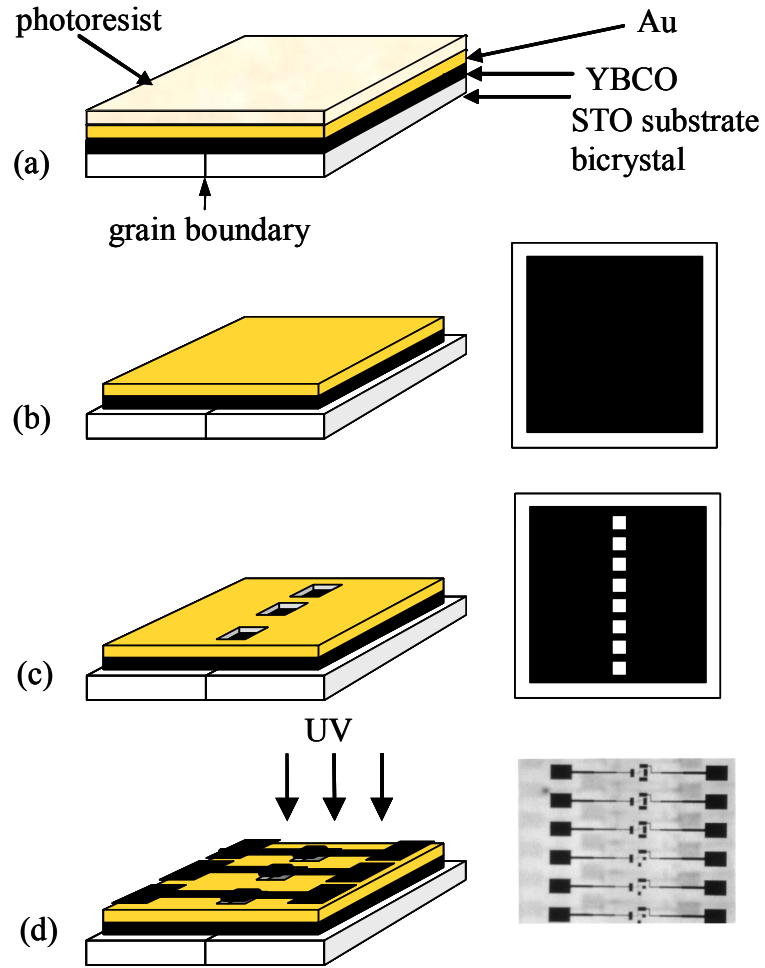 photoresist
Au
YBCO
STO substrate
bicrystal
(a)
grain boundary
(b)
(c)
UV
(d)